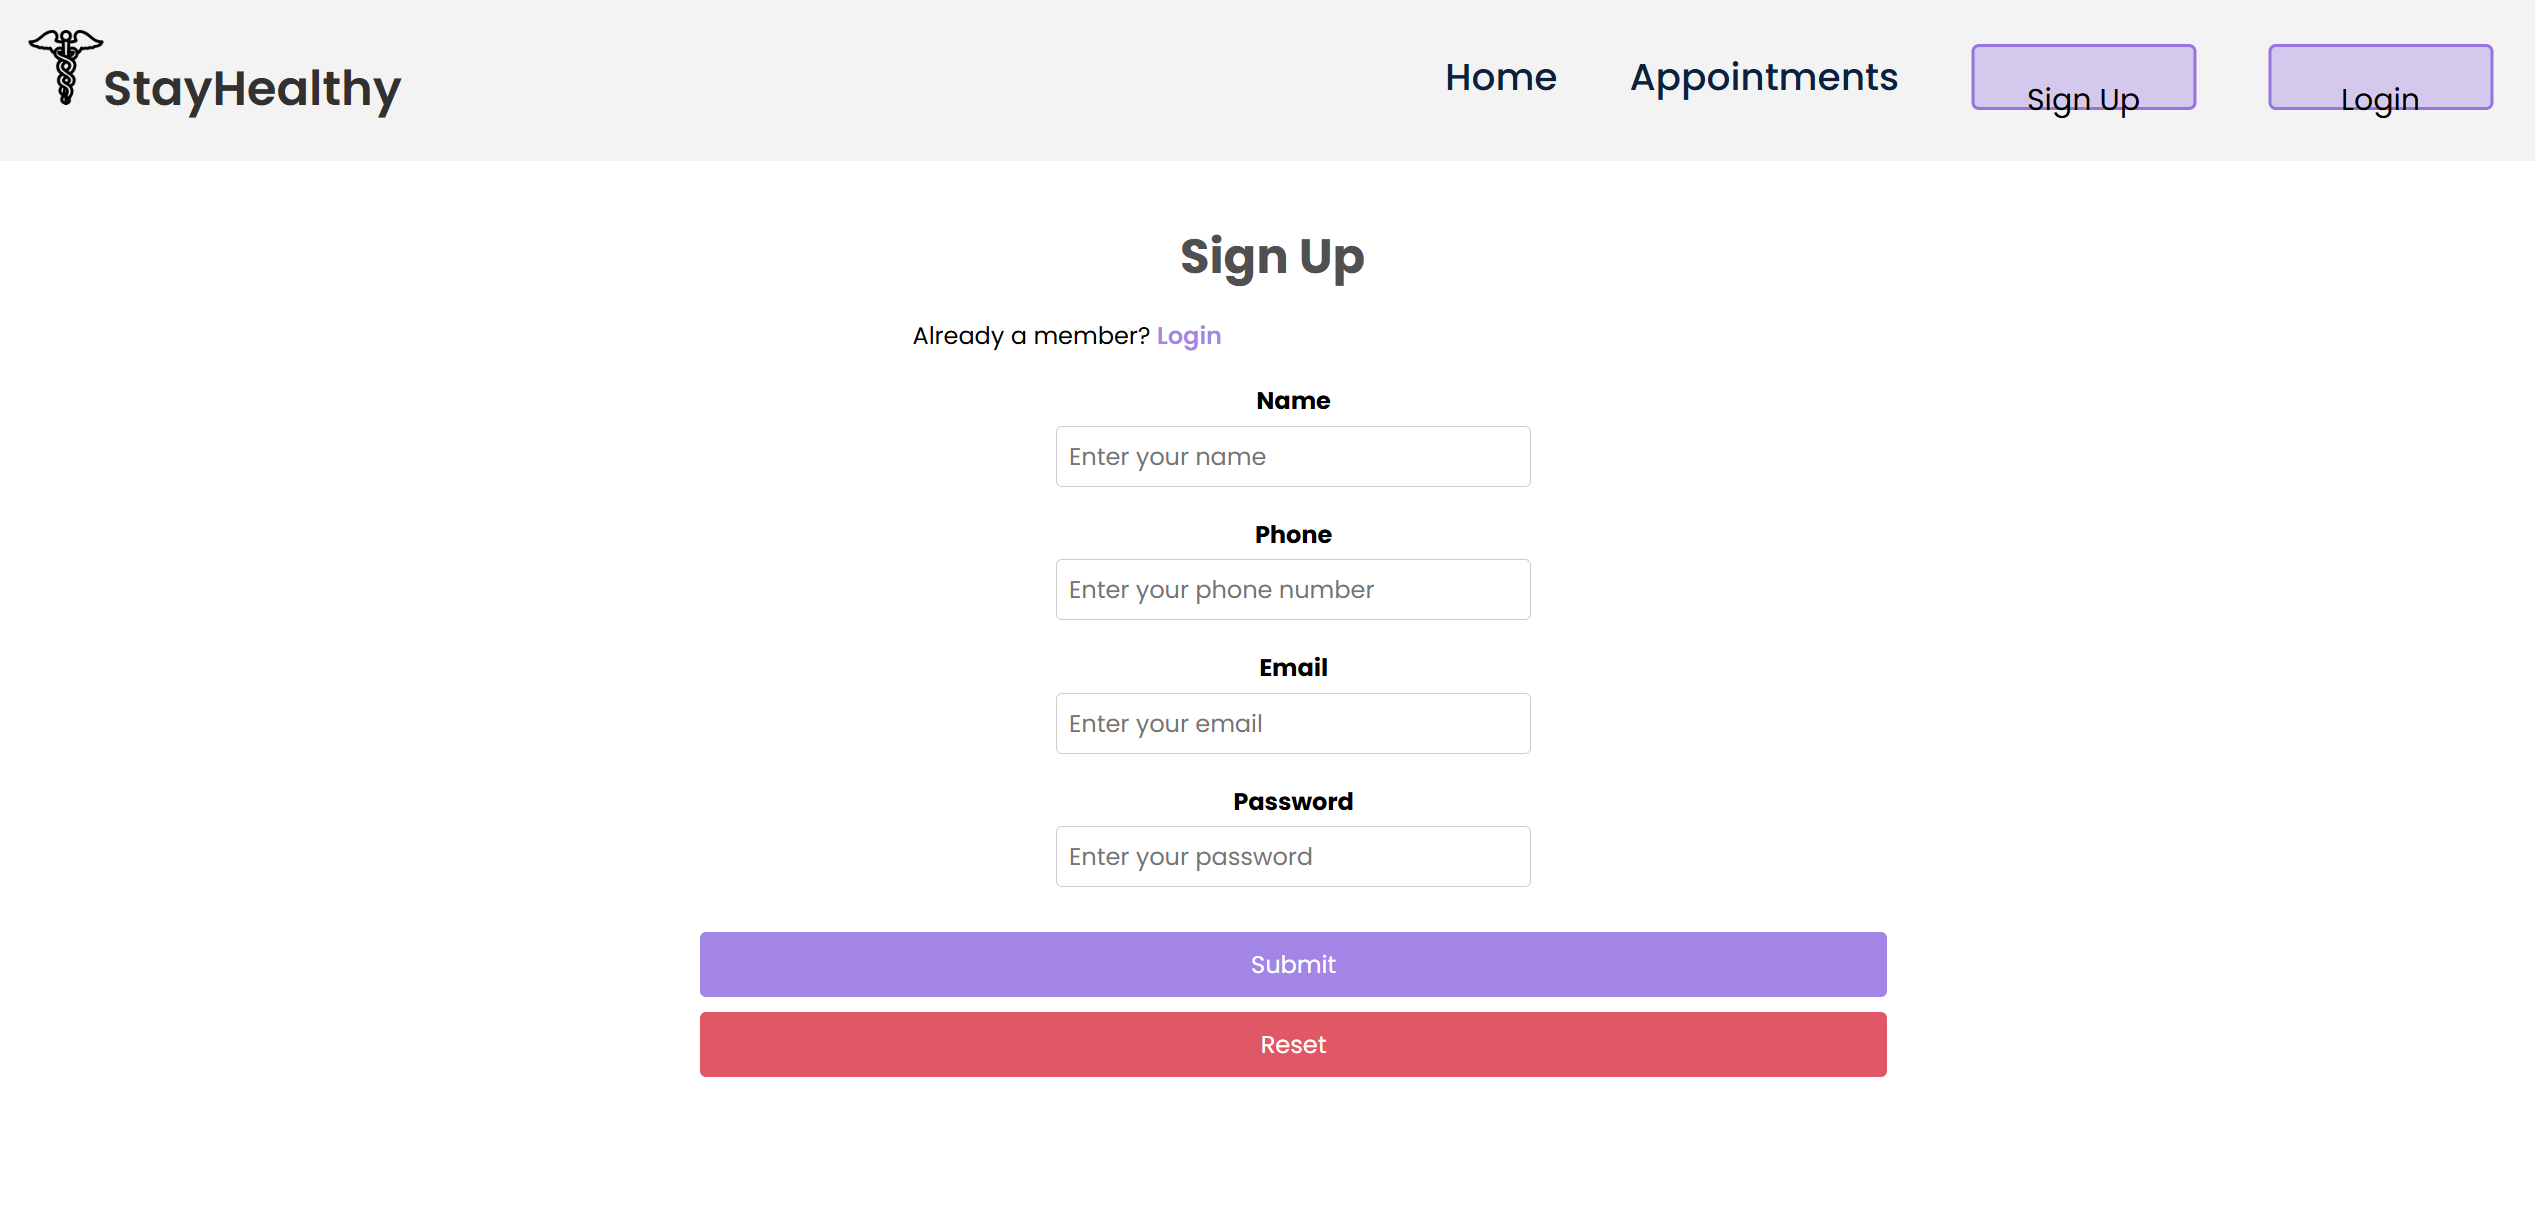 StayHealthy
Home Appointments Sign Up Login
Sign Up
Already a member? Login
Name
Enter your name
Phone
Enter your phone number
Email
Enter your email
Password
Enter your password
Submit
Reset